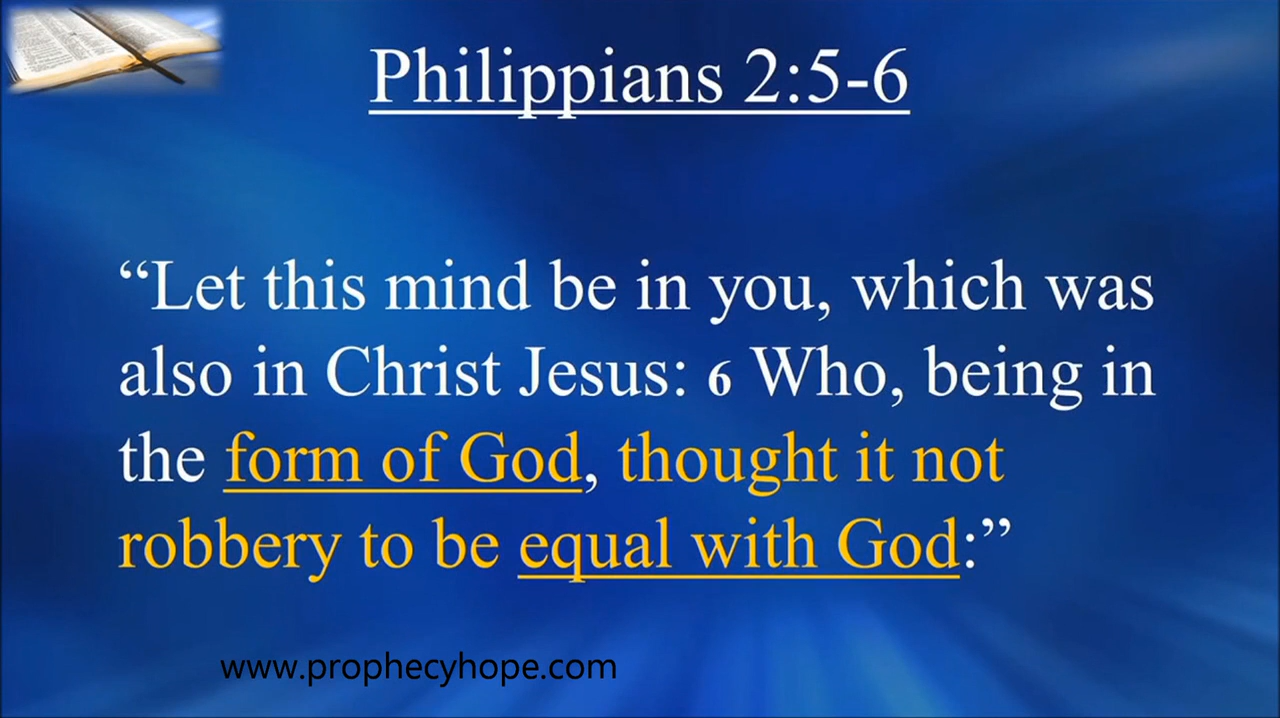 Philippians 2:5-6
“Let this mind be in you, which was
also in Christ Jesus: 6 Who, being in
the form of God, thought it not
robbery to be equal with God:”
www.prophecyhope.com